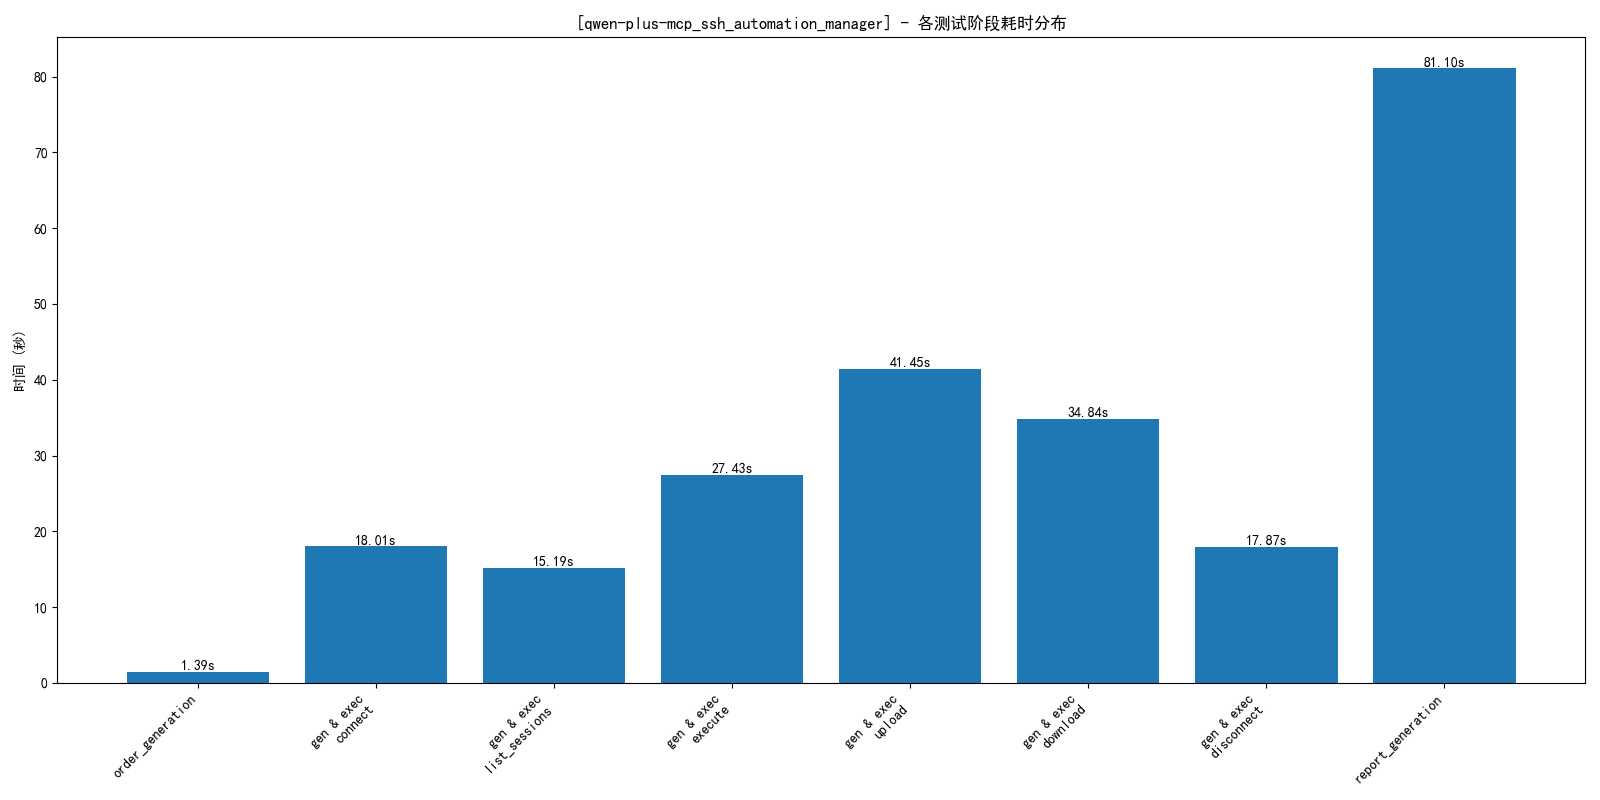 [qwen-plus-mcp_ssh_automation_manager] - 各测试阶段耗时分布
时间 (秒)
80
70
60
50
40
30
20
10
0
1.39s
18.01s
15.19s
27.43s
41.45s
34.84s
17.87s
81.10s
order_generation
gen & exec
connect
gen & exec
list_sessions
gen & exec
execute
gen & exec
upload
gen & exec
download
gen & exec
disconnect
report_generation